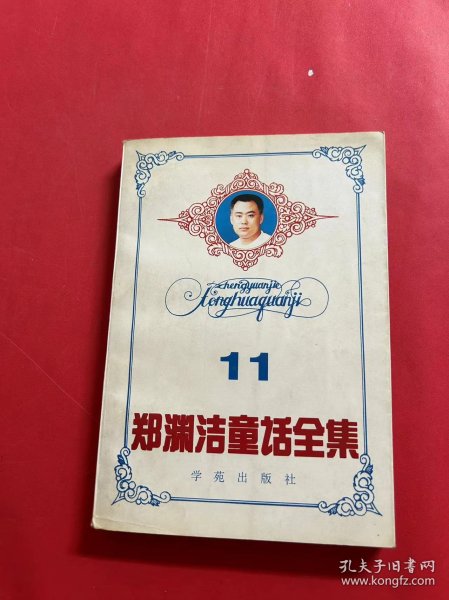 zhengyuanjie
tonghuaquanji
11
郑渊洁童话全集
学苑出版社
孔夫子旧书网
www.kongfz.com